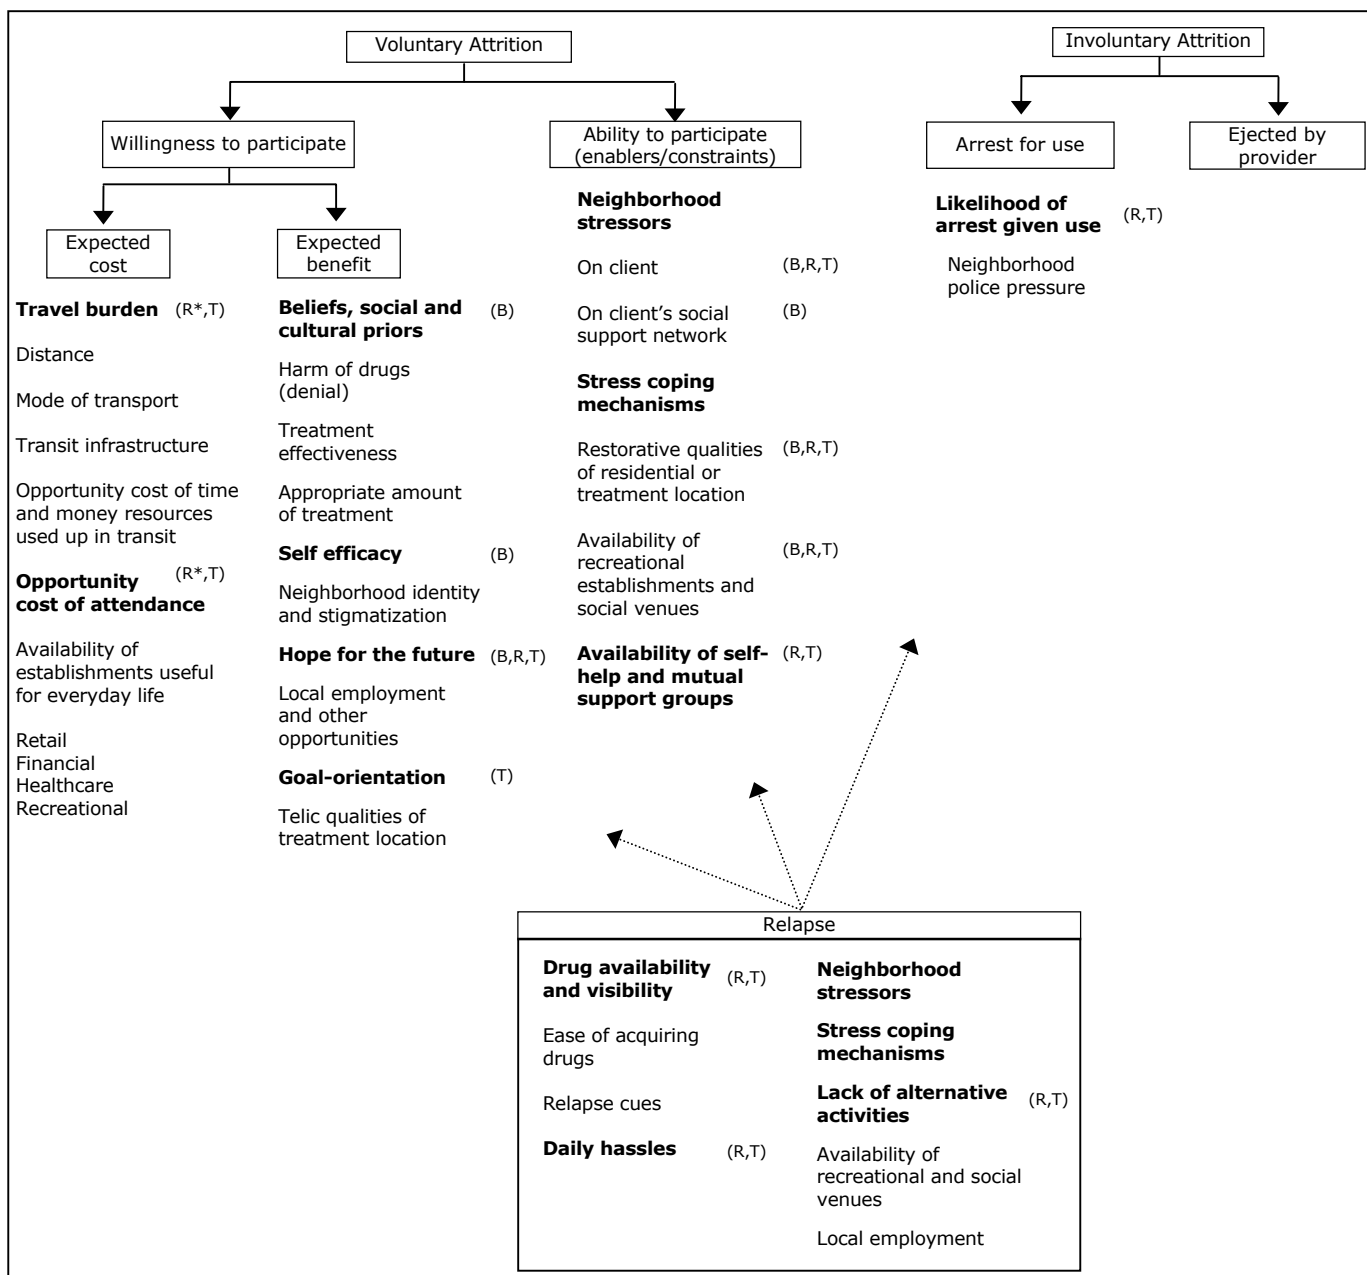 Voluntary Attrition
Involuntary Attrition
Willingness to participate
Ability to participate
(enablers/constraints)
Arrest for use
Ejected by
provider
Expected
cost
Travel burden (R*,T)
Distance
Mode of transport
Transit infrastructure
Opportunity cost of time
and money resources
used up in transit
Opportunity (R*,T)
cost of attendance
Availability of
establishments useful
for everyday life
Retail
Financial
Healthcare
Recreational
Expected
benefit
Beliefs, social and
cultural priors (B)
Harm of drugs
(denial)
Treatment
effectiveness
Appropriate amount
of treatment
Self efficacy (B)
Neighborhood identity
and stigmatization
Hope for the future (B,R,T)
Local employment
and other
opportunities
Goal-orientation (T)
Telic qualities of
treatment location
Neighborhood
stressors
On client (B,R,T)
On client’s social (B)
support network
Stress coping
mechanisms
Restorative qualities (B,R,T)
of residential or
treatment location
Availability of (B,R,T)
recreational
establishments and
social venues
Availability of self- (R,T)
help and mutual
support groups
Likelihood of
arrest given use (R,T)
Neighborhood
police pressure
Relapse
Drug availability
and visibility (R,T)
Ease of acquiring
drugs
Relapse cues
Daily hassles (R,T)
Neighborhood
stressors
Stress coping
mechanisms
Lack of alternative (R,T)
activities
Availability of
recreational and social
venues
Local employment